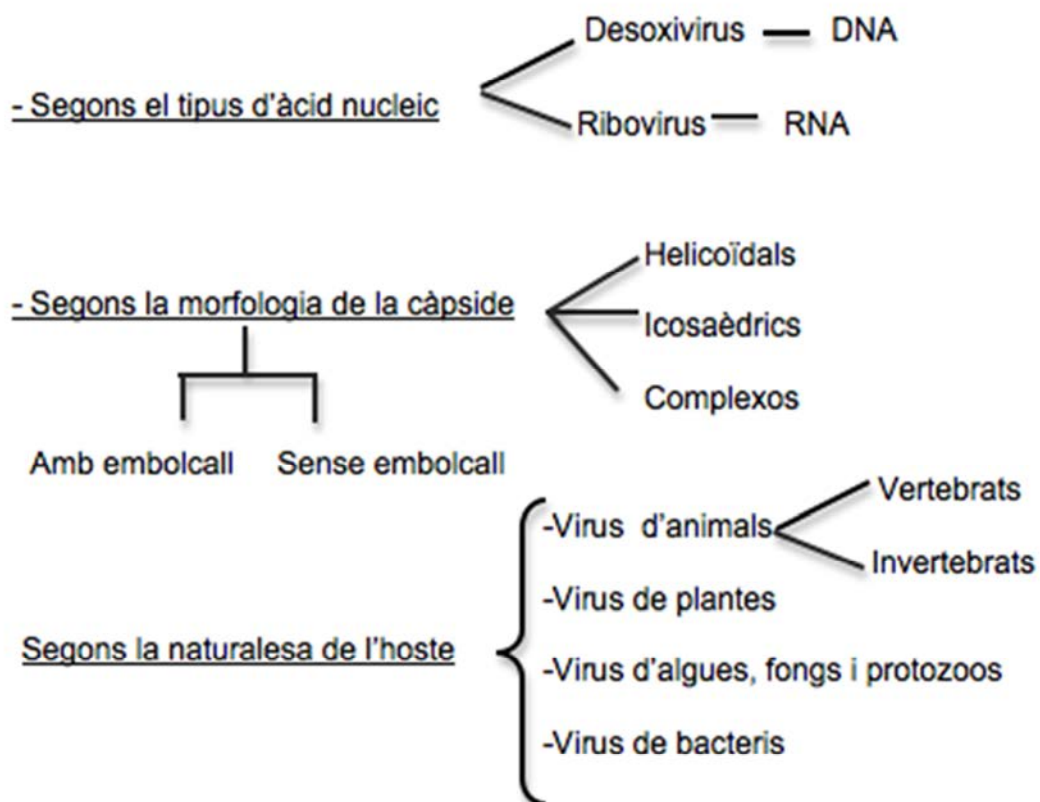 Desoxivirus — DNA
- Segons el tipus d'àcid nucleic
Ribovirus — RNA
Helicoïdals
- Segons la morfologia de la càpside
Icosaèdrics
Complexos
Amb embolcall Sense embolcall
Vertebrats
-Virus d'animals
Invertebrats
-Virus de plantes
Segons la naturalesa de l'hoste
-Virus d'algues, fongs i protozoos
-Virus de bacteris